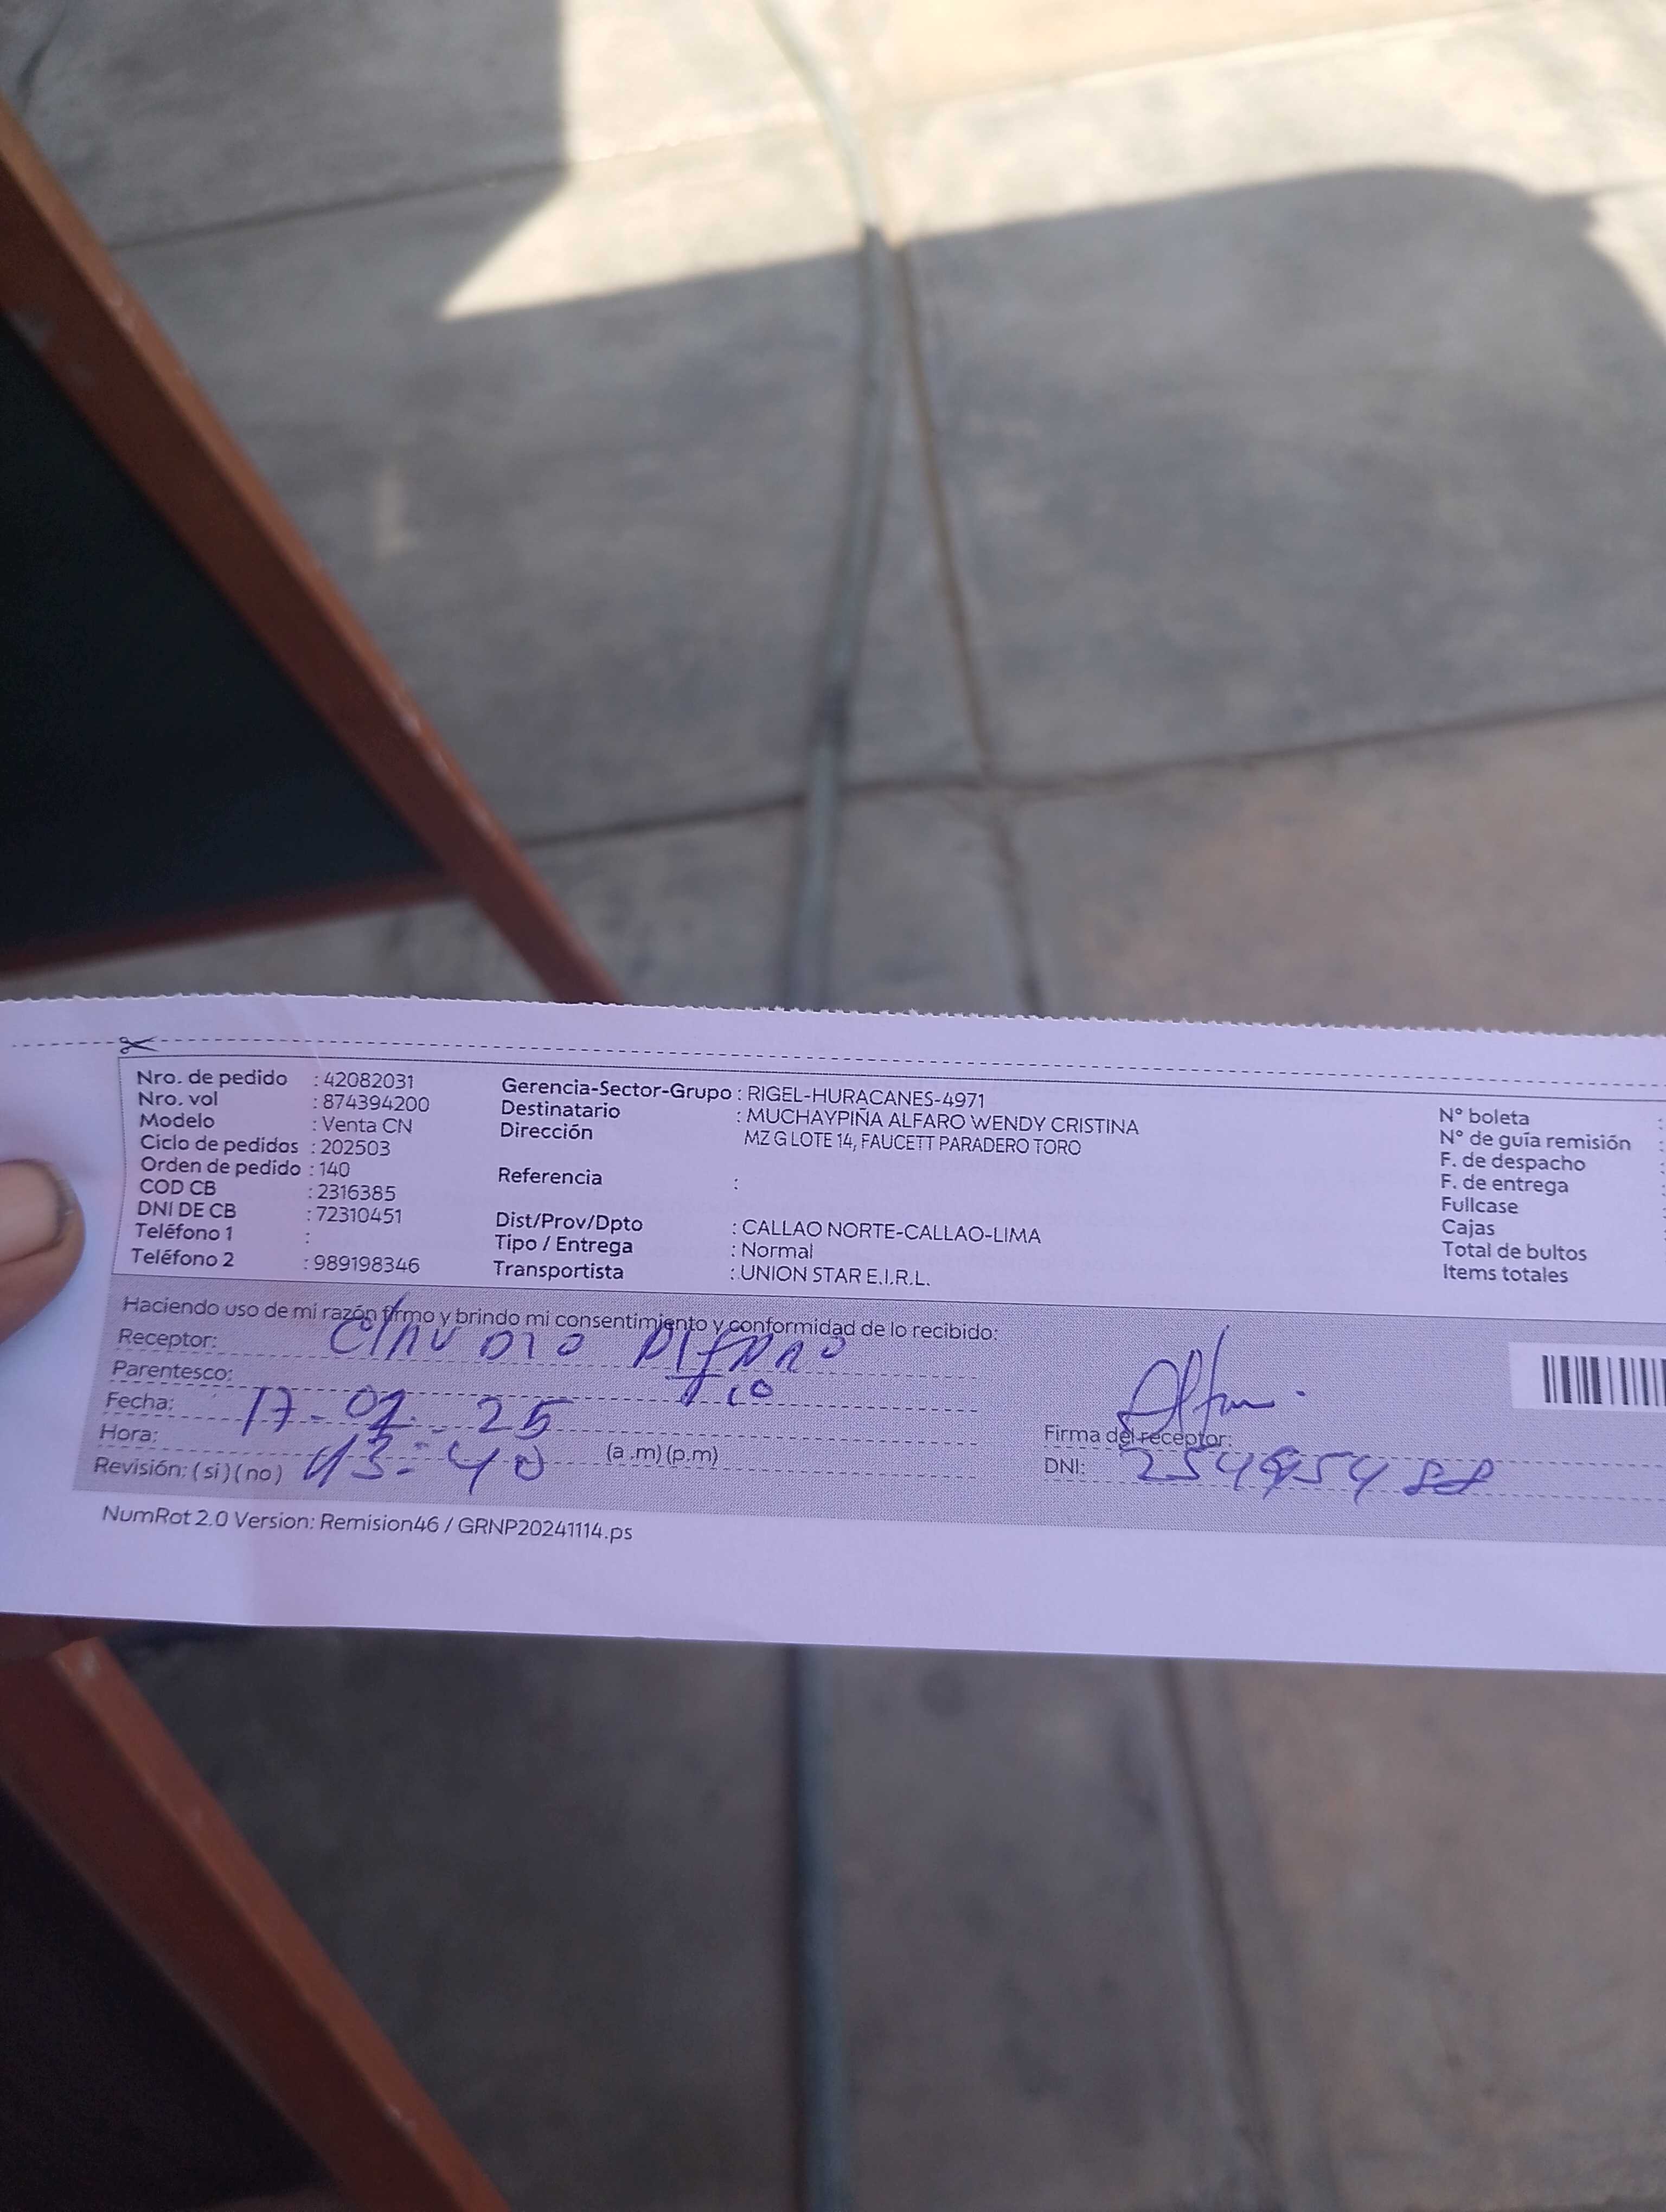 Nro. de pedido : 42082031
Nro. vol : 874394200
Modelo : Venta CN
Ciclo de pedidos : 202503
Orden de pedido : 140
COD CB : 2316385
DNI DE CB : 72310451
Teléfono 1 :
Teléfono 2 : 989198346
Gerencia-Sector-Grupo : RIGEL-HURACANES-4971
Destinatario : MUCHAYPIÑA ALFARO WENDY CRISTINA
Dirección MZ G LOTE 14, FAUCETT PARADERO TORO
Referencia :
Dist/Prov/Dpto : CALLAO NORTE-CALLAO-LIMA
Tipo / Entrega : Normal
Transportista : UNION STAR E.I.R.L.
N° boleta :
N° de guía remisión :
F. de despacho :
F. de entrega :
Fullcase
Cajas
Total de bultos
Items totales
Haciendo uso de mi razón firmo y brindo mi consentimiento y conformidad de lo recibido:
Receptor: Claudio Alfaro
Parentesco: Tio
Fecha: 17-02-25
Hora: 13:40 (a.m) (p.m)
Revisión: ( si ) ( no )
Firma del receptor:
DNI:
NumRot 2.0 Version: Remision46 / GRNP20241114.ps